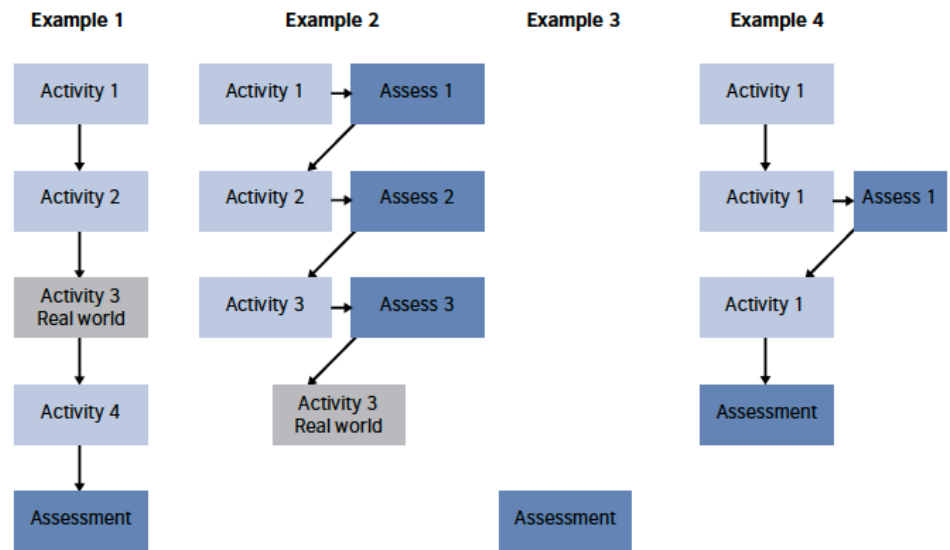 Example 1
Example 2
Example 3
Example 4
Activity 1
Activity 1
Assess 1
Activity 1
Activity 2
Activity 2
Assess 2
Activity 1
Assess 1
Activity 3
Real world
Activity 3
Assess 3
Activity 1
Activity 4
Activity 3
Real world
Assessment
Assessment
Assessment